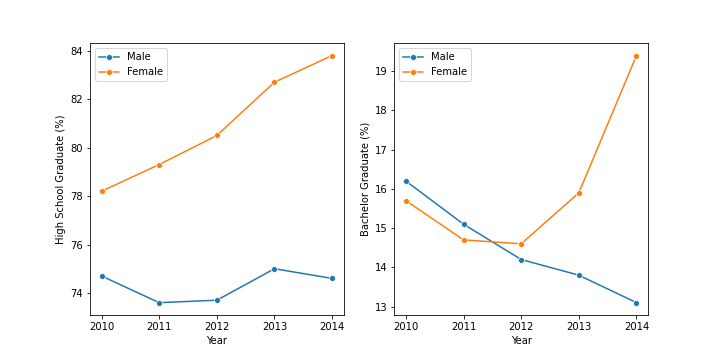 Male
Female
84
82
80
78
76
74
High School Graduate (%)
2010 2011 2012 2013 2014
Year
Male
Female
19
18
17
16
15
14
13
Bachelor Graduate (%)
2010 2011 2012 2013 2014
Year